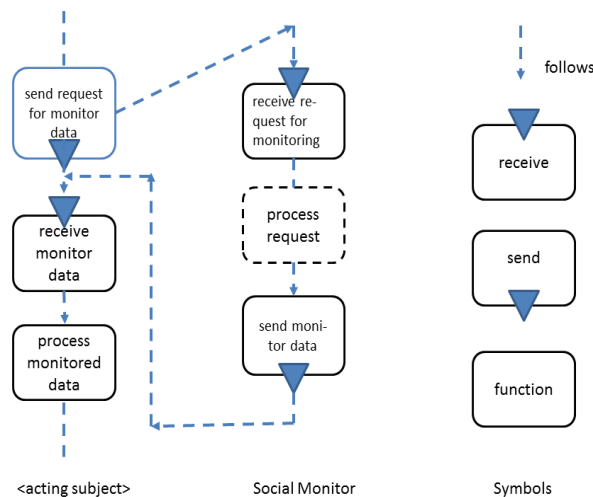 send request
for monitor
data
receive
monitor
data
process
monitored
data
<acting subject>
receive re-
quest for
monitoring
process
request
send moni-
tor data
Social Monitor
follows
receive
send
function
Symbols